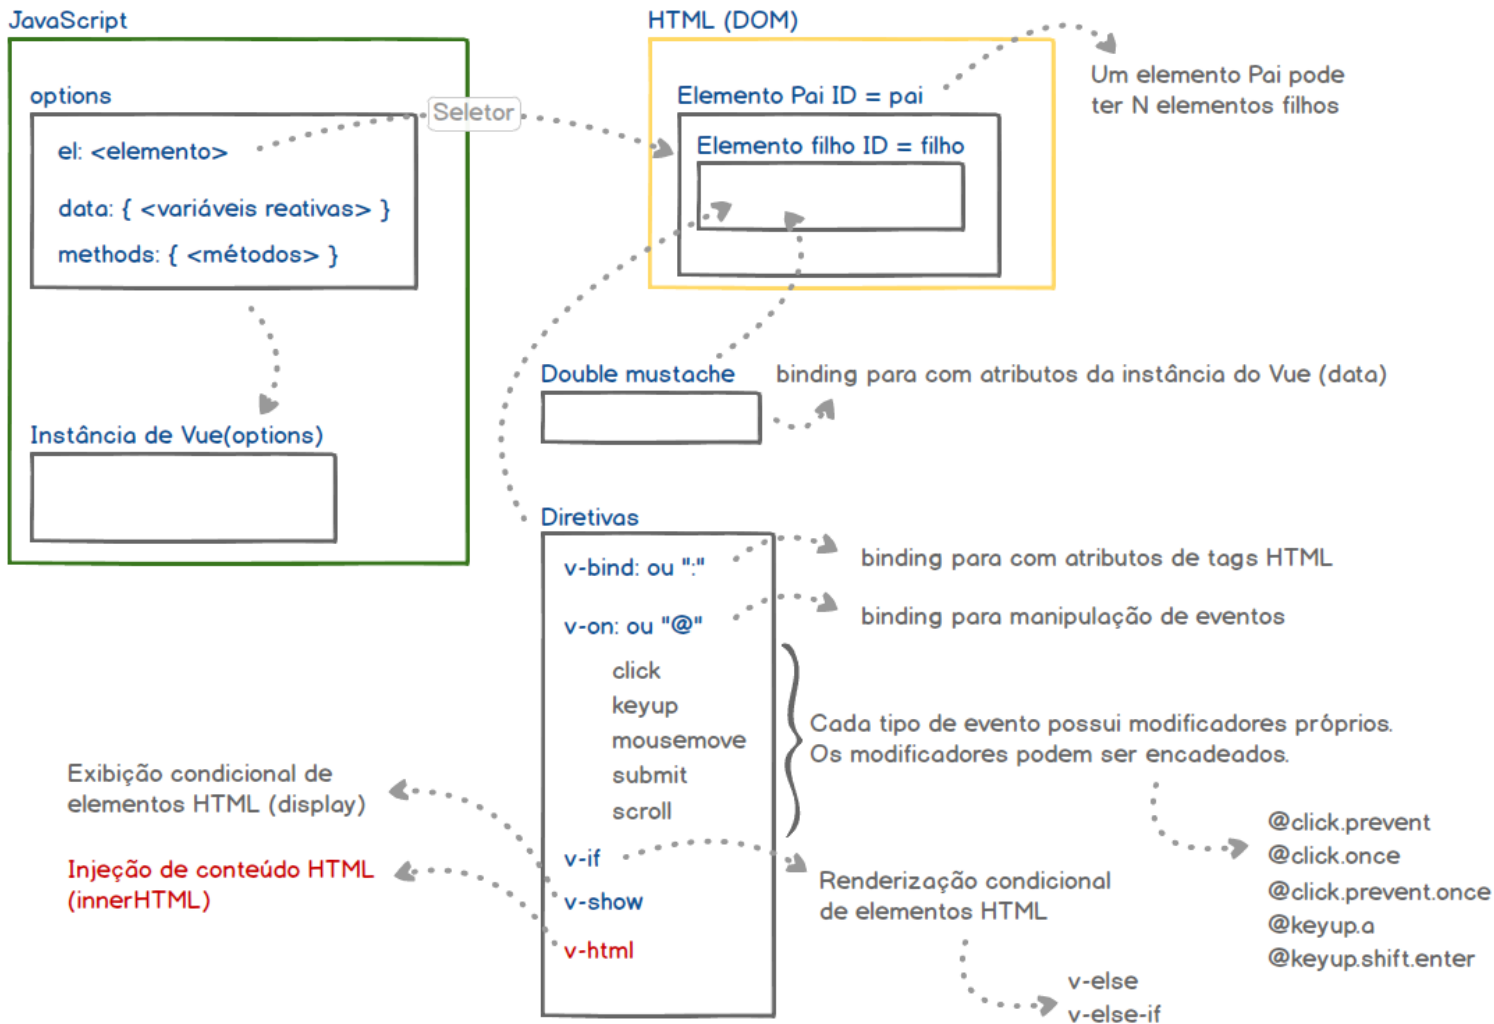 JavaScript
options
el: <elemento>
data: { <variáveis reativas> }
methods: { <métodos> }
Instância de Vue(options)
Seletor
HTML (DOM)
Elemento Pai ID = pai
Elemento filho ID = filho
Um elemento Pai pode
ter N elementos filhos
Double mustache
binding para com atributos da instância do Vue (data)
Diretivas
v-bind: ou ":"
binding para com atributos de tags HTML
v-on: ou "@"
binding para manipulação de eventos
click
keyup
mousemove
submit
scroll
Cada tipo de evento possui modificadores próprios.
Os modificadores podem ser encadeados.
@click.prevent
@click.once
@click.prevent.once
@keyup.a
@keyup.shift.enter
v-if
Renderização condicional
de elementos HTML
v-else
v-else-if
v-show
Exibição condicional de
elementos HTML (display)
v-html
Injeção de conteúdo HTML
(innerHTML)